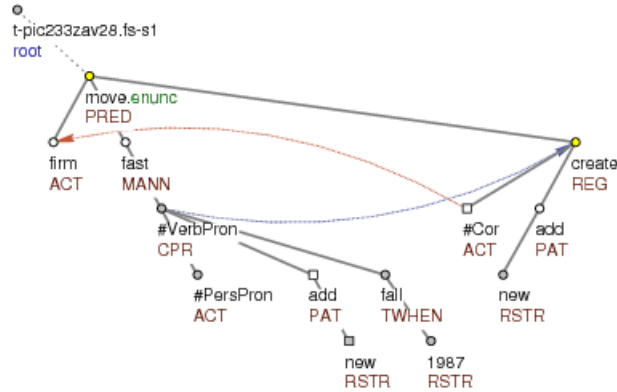 t-pic233zav28.fs-s1
root
move.enunc
PRED
firm fast create
ACT MANN REG
#VerbPron #Cor add
CPR ACT PAT
#PersPron add fall new
ACT PAT TWHEN RSTR
new 1987
RSTR RSTR